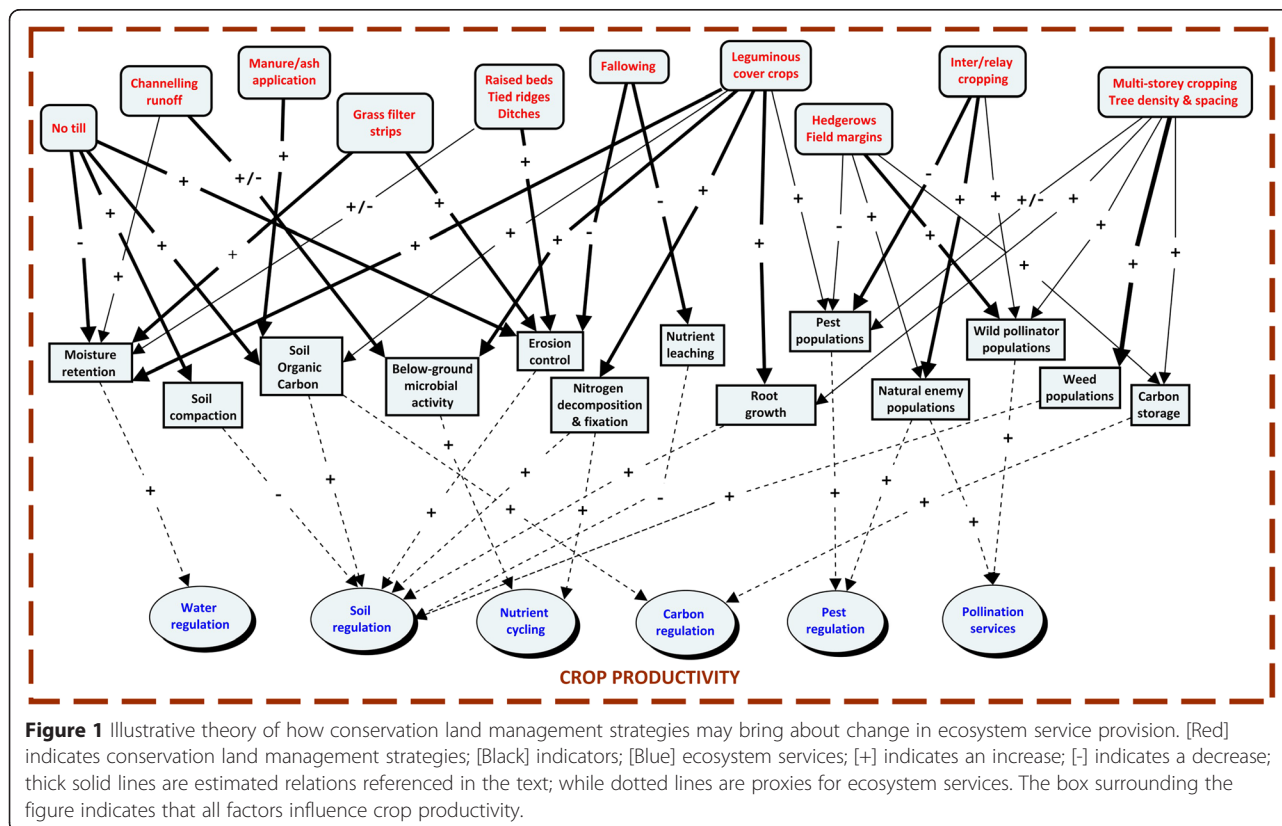 Manure/ash
application
Channelling
runoff
No till
Grass filter
strips
Raised beds
Tied ridges
Ditches
Fallowing
Leguminous
cover crops
Hedgerows
Field margins
Inter/relay
cropping
Multi-storey cropping
Tree density & spacing
- + + + + + +/- + + +/- + + - - + + + + + - - + - + + + +/- + + + +
Moisture
retention
Soil
compaction
Soil
Organic
Carbon
Below-ground
microbial
activity
Erosion
control
Nitrogen
decomposition
& fixation
Nutrient
leaching
Root
growth
Pest
populations
Natural enemy
populations
Wild pollinator
populations
Weed
populations
Carbon
storage
+ - + + + + + + + - + + + + + +
Water
regulation
Soil
regulation
Nutrient
cycling
Carbon
regulation
Pest
regulation
Pollination
services
CROP PRODUCTIVITY
Figure 1 Illustrative theory of how conservation land management strategies may bring about change in ecosystem service provision. [Red]
indicates conservation land management strategies; [Black] indicators; [Blue] ecosystem services; [+] indicates an increase; [-] indicates a decrease;
thick solid lines are estimated relations referenced in the text; while dotted lines are proxies for ecosystem services. The box surrounding the
figure indicates that all factors influence crop productivity.